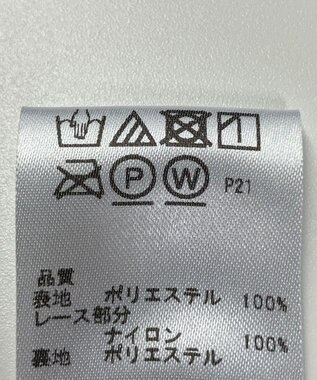 P
W
P21
品質
表地 ポリエステル 100%
レース部分
ナイロン 100%
裏地 ポリエステル